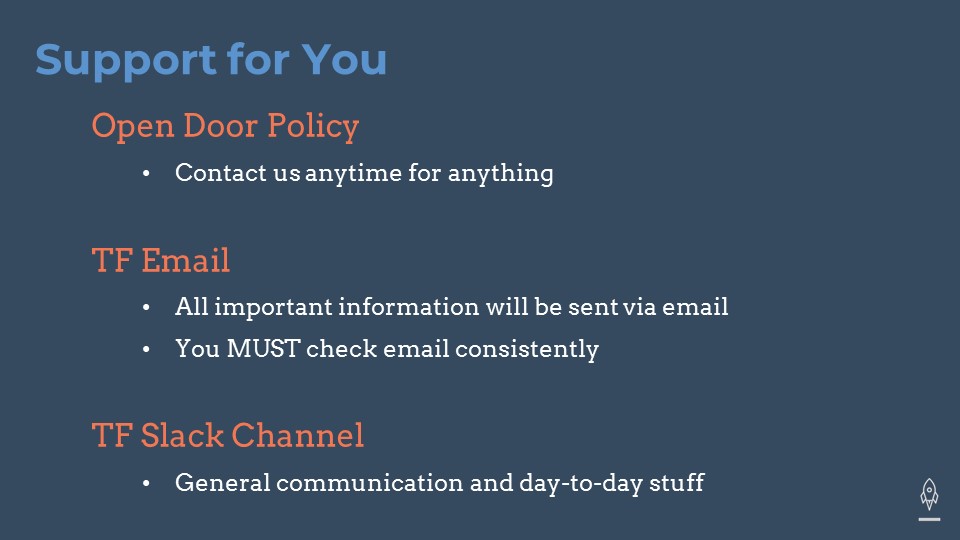 Support for You
Open Door Policy
• Contact us anytime for anything
TF Email
• All important information will be sent via email
• You MUST check email consistently
TF Slack Channel
• General communication and day-to-day stuff